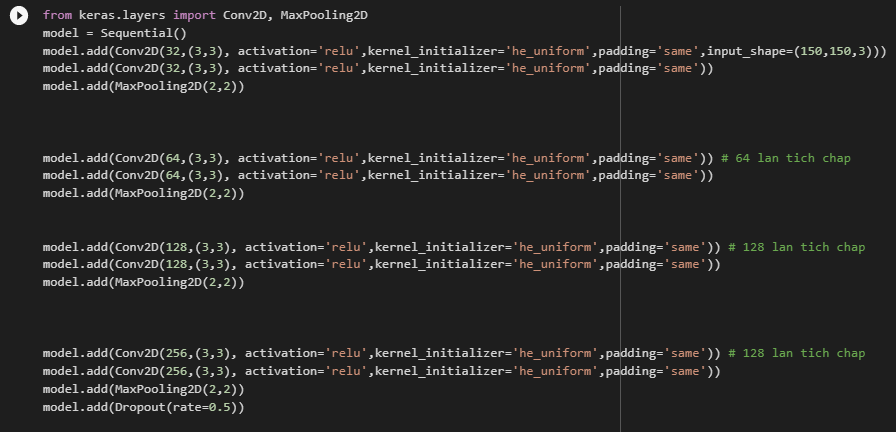 from keras.layers import Conv2D, MaxPooling2D
model = Sequential()
model.add(Conv2D(32,(3,3), activation='relu',kernel_initializer='he_uniform',padding='same',input_shape=(150,150,3)))
model.add(Conv2D(32,(3,3), activation='relu',kernel_initializer='he_uniform',padding='same'))
model.add(MaxPooling2D(2,2))
model.add(Conv2D(64,(3,3), activation='relu',kernel_initializer='he_uniform',padding='same')) # 64 lan tich chap
model.add(Conv2D(64,(3,3), activation='relu',kernel_initializer='he_uniform',padding='same'))
model.add(MaxPooling2D(2,2))
model.add(Conv2D(128,(3,3), activation='relu',kernel_initializer='he_uniform',padding='same')) # 128 lan tich chap
model.add(Conv2D(128,(3,3), activation='relu',kernel_initializer='he_uniform',padding='same'))
model.add(MaxPooling2D(2,2))
model.add(Conv2D(256,(3,3), activation='relu',kernel_initializer='he_uniform',padding='same')) # 128 lan tich chap
model.add(Conv2D(256,(3,3), activation='relu',kernel_initializer='he_uniform',padding='same'))
model.add(MaxPooling2D(2,2))
model.add(Dropout(rate=0.5))